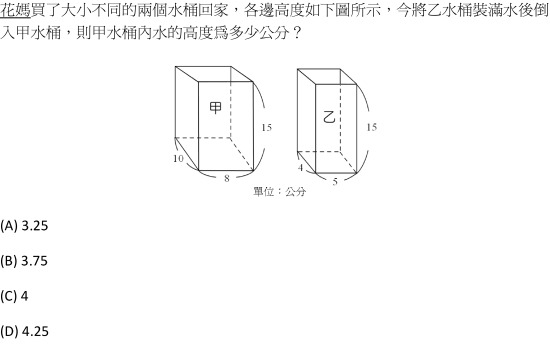 花媽買了大小不同的兩個水桶回家，各邊高度如下圖所示，今將乙水桶裝滿水後倒
入甲水桶，則甲水桶內水的高度爲多少公分？
甲
15
10
8
乙
15
4
5
單位：公分
(A) 3.25
(B) 3.75
(C) 4
(D) 4.25